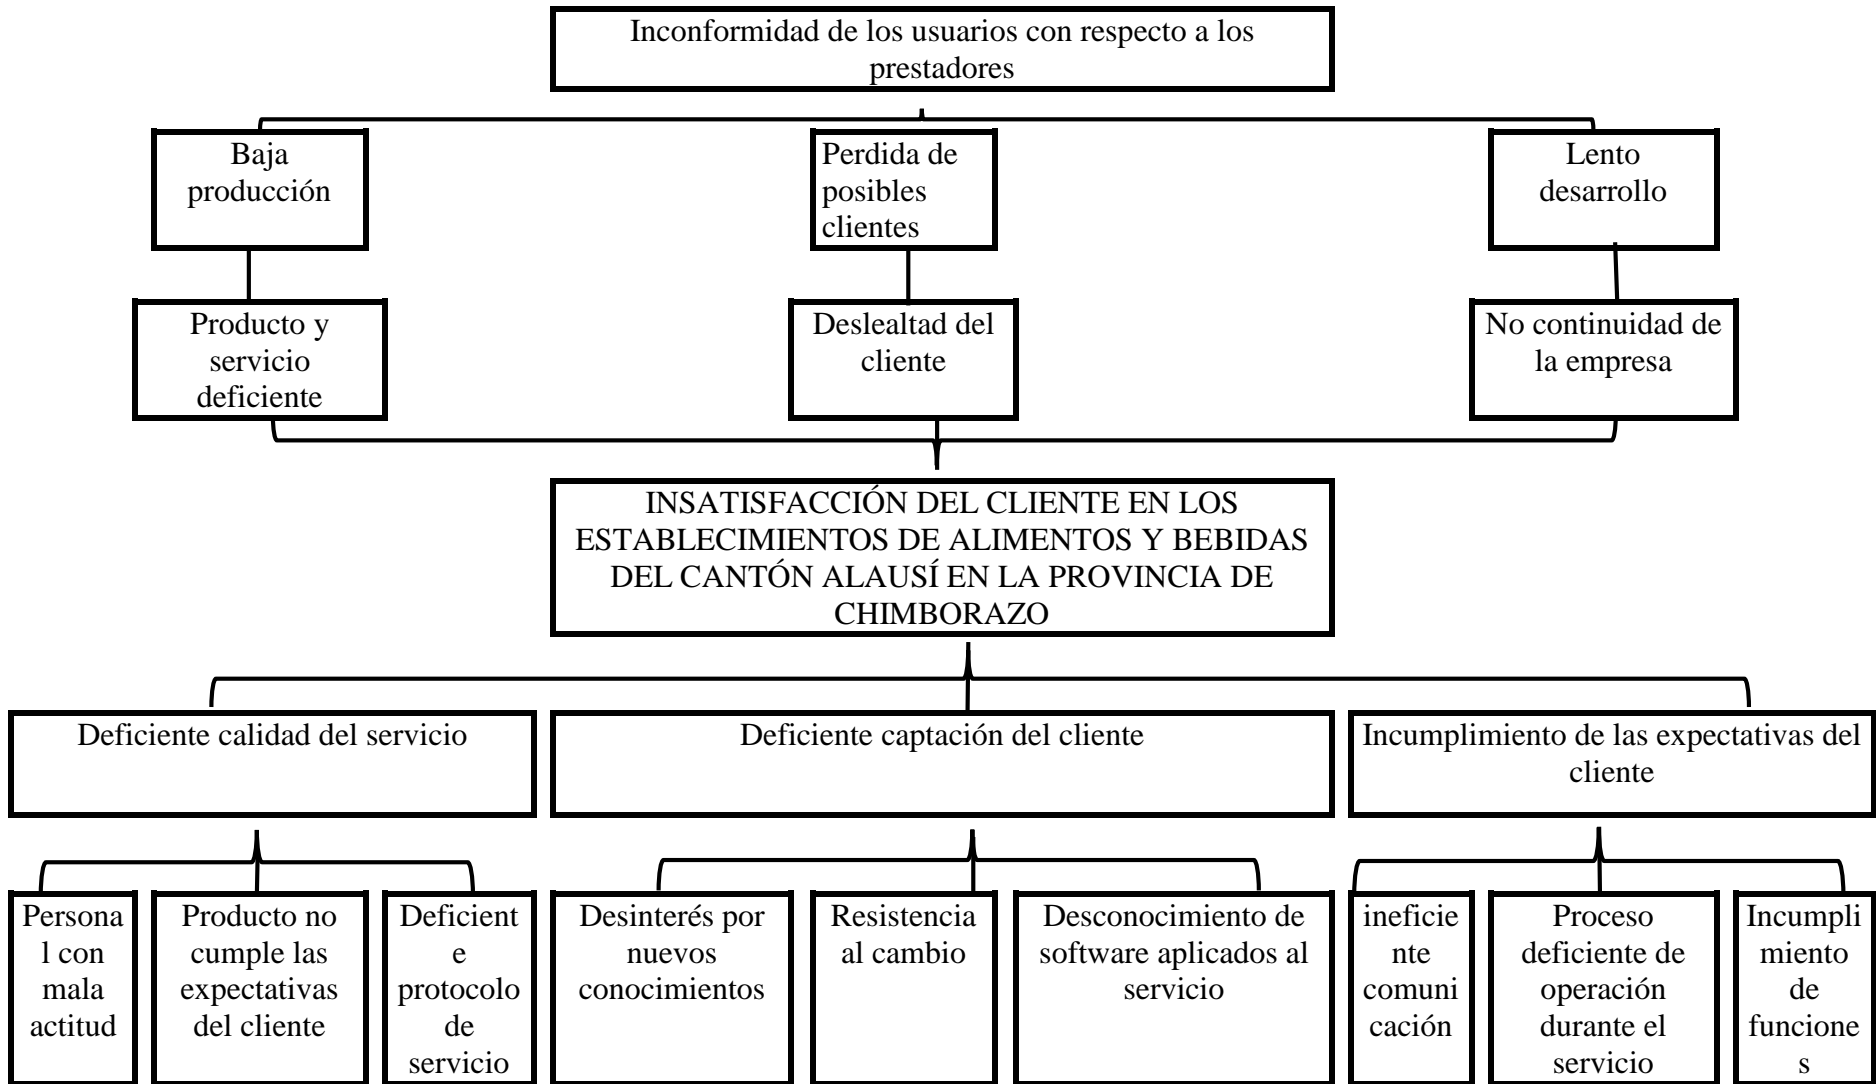 Inconformidad de los usuarios con respecto a los
prestadores
Baja
producción
Perdida de
posibles
clientes
Lento
desarrollo
Producto y
servicio
deficiente
Deslealtad del
cliente
No continuidad de
la empresa
INSATISFACCIÓN DEL CLIENTE EN LOS
ESTABLECIMIENTOS DE ALIMENTOS Y BEBIDAS
DEL CANTÓN ALAUSÍ EN LA PROVINCIA DE
CHIMBORAZO
Deficiente calidad del servicio
Deficiente captación del cliente
Incumplimiento de las expectativas del
cliente
Persona
l con
mala
actitud
Producto no
cumple las
expectativas
del cliente
Deficient
e
protocolo
de
servicio
Desinterés por
nuevos
conocimientos
Resistencia
al cambio
Desconocimiento de
software aplicados al
servicio
ineficie
nte
comuni
cación
Proceso
deficiente de
operación
durante el
servicio
Incumpli
miento
de
funcione
s